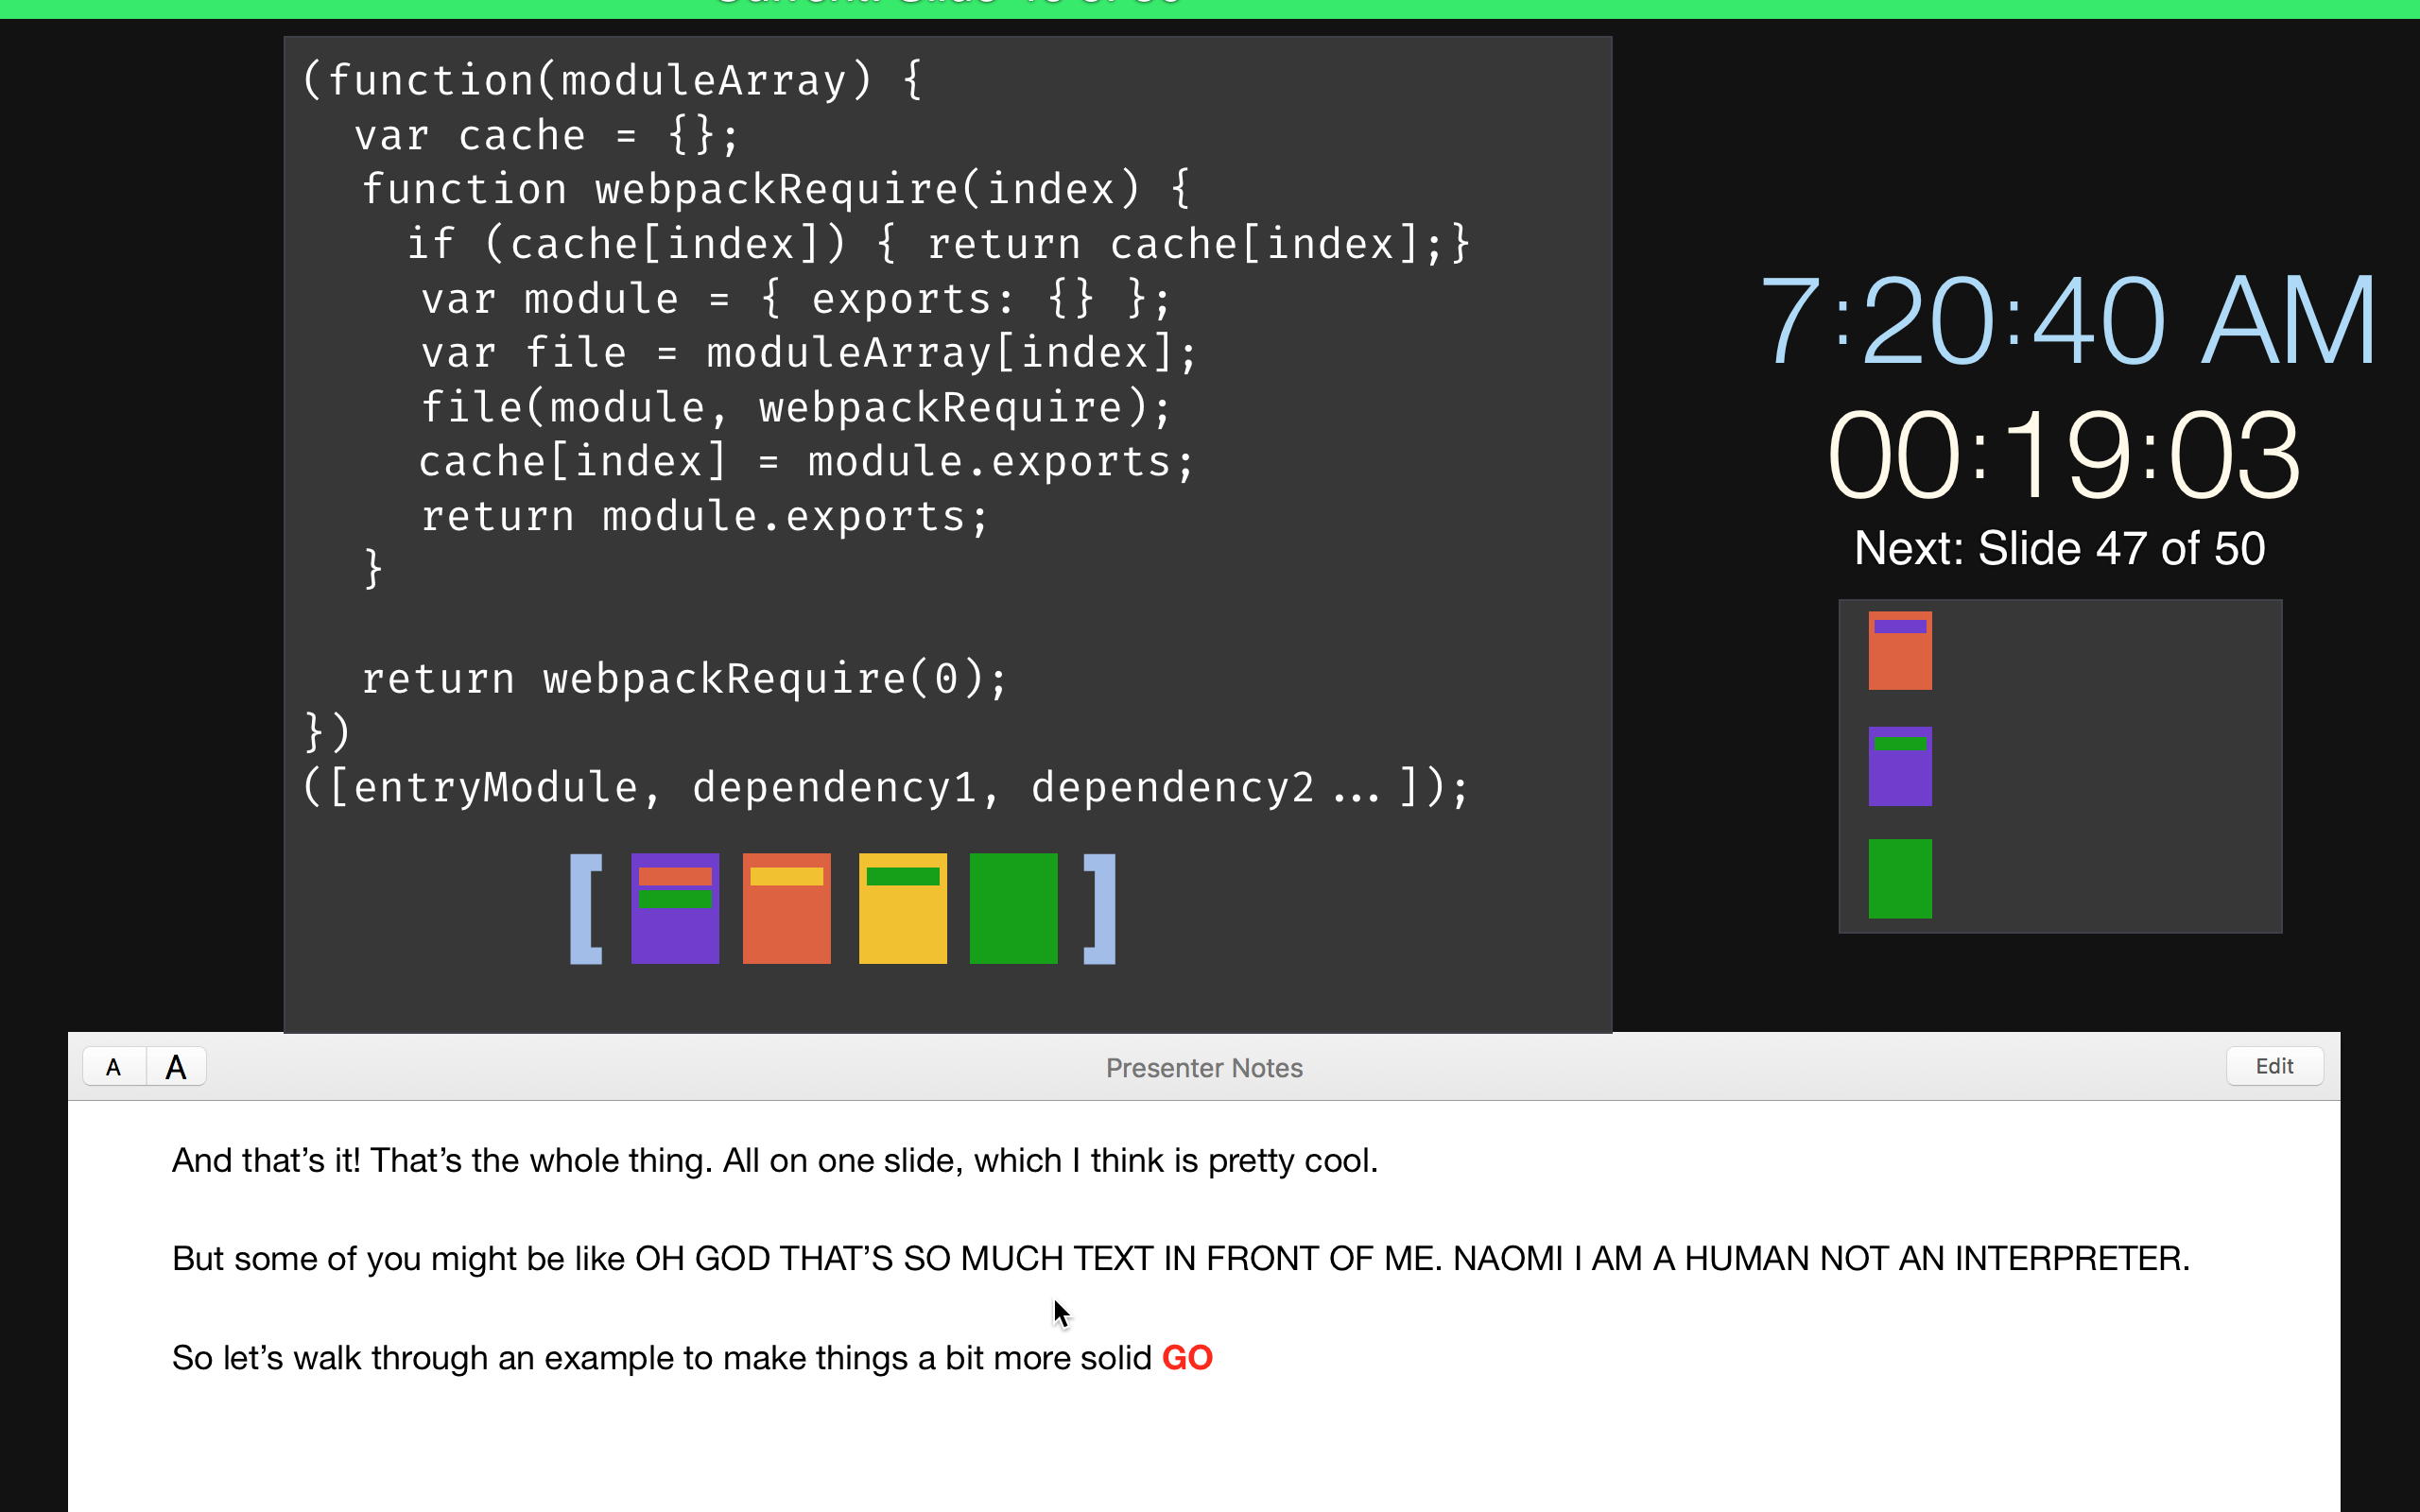 (function(moduleArray) {
var cache = {};
function webpackRequire(index) {
if (cache[index]) { return cache[index];}
var module = { exports: {} };
var file = moduleArray[index];
file(module, webpackRequire);
cache[index] = module.exports;
return module.exports;
}
return webpackRequire(0);
})
([entryModule, dependency1, dependency2...]);
[ ]
7:20:40 AM
00:19:03
Next: Slide 47 of 50
A A
Presenter Notes
Edit
And that’s it! That’s the whole thing. All on one slide, which I think is pretty cool.
But some of you might be like OH GOD THAT’S SO MUCH TEXT IN FRONT OF ME. NAOMI I AM A HUMAN NOT AN INTERPRETER.
So let’s walk through an example to make things a bit more solid GO